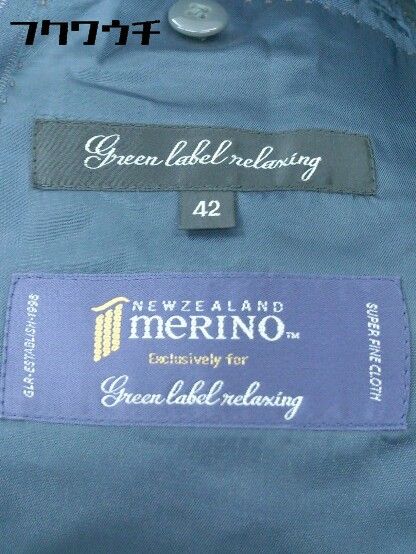 フクワウチ
Green label relaxing
42
NEWZEALAND
MERINO™
Exclusively for
Green label relaxing
GLR-ESTABLISH-1998
SUPER FINE CLOTH